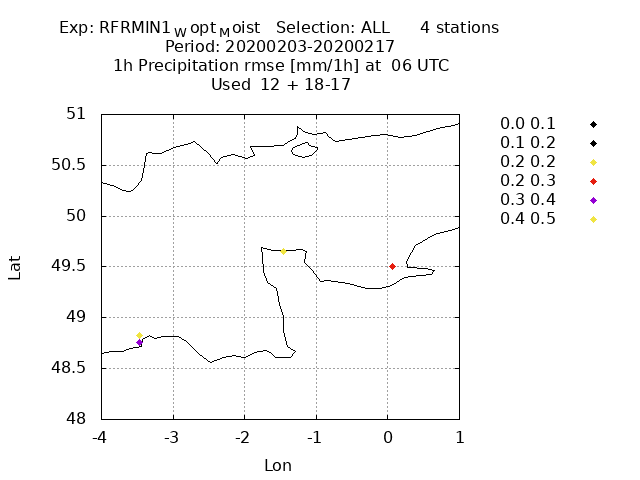 Exp: RFRMIN1WoptMoist Selection: ALL 4 stations
Period: 20200203-20200217
1h Precipitation rmse [mm/1h] at 06 UTC
Used 12 + 18-17
51
50.5
50
49.5
49
48.5
48
Lat
-4 -3 -2 -1 0 1
Lon
0.0 0.1
0.1 0.2
0.2 0.2
0.2 0.3
0.3 0.4
0.4 0.5